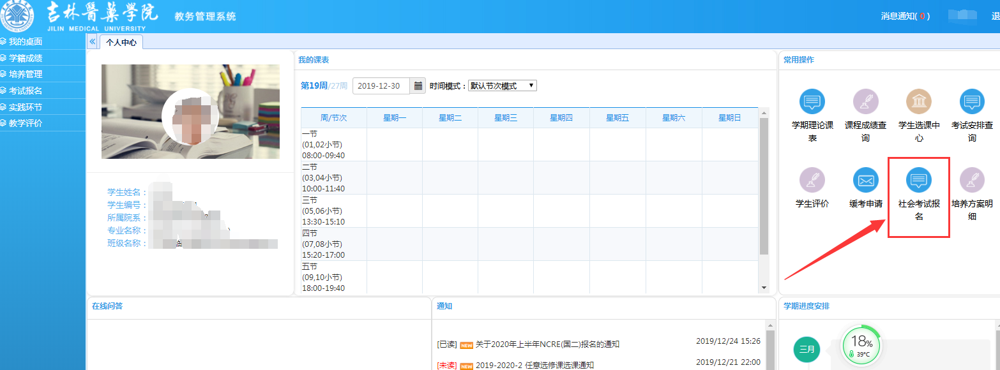 吉林醫藥學院
JILIN MEDICAL UNIVERSITY
教务管理系统
消息通知( 0 )
退
我的桌面
学籍成绩
培养管理
考试报名
实践环节
教学评价
个人中心
学生姓名：
学生编号：
所属院系：
专业名称：
班级名称：
我的课表
第19周/27周 2019-12-30 时间模式： 默认节次模式
周/节次 星期一 星期二 星期三 星期四 星期五 星期六 星期日
一节
(01,02小节)
08:00-09:40
二节
(03,04小节)
10:00-11:40
三节
(05,06小节)
13:30-15:10
四节
(07,08小节)
15:20-17:00
五节
(09,10小节)
18:00-19:40
常用操作
学期理论课表
课程成绩查询
学生选课中心
考试安排查询
学生评价
缓考申请
社会考试报名
培养方案明细
在线问答
通知
[已读] NEW 关于2020年上半年NCRE(国二)报名的通知 2019/12/24 15:26
[未读] NEW 2019-2020-2 任意选修课选课通知 2019/12/21 22:00
学期进度安排
三月
18%
39°C